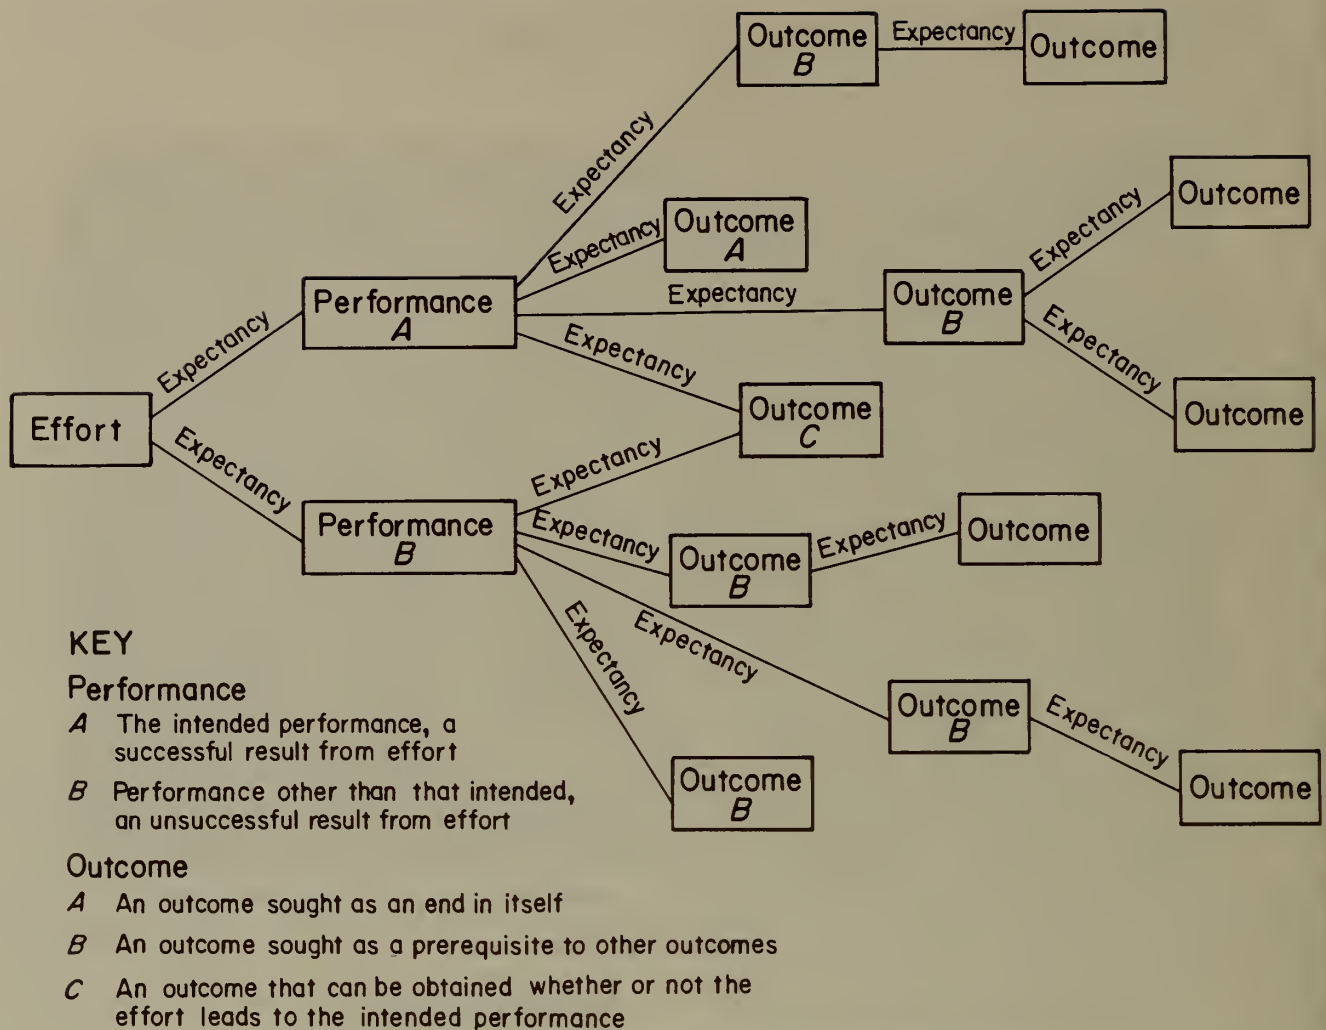 Outcome
B
Expectancy
Outcome
Expectancy
Outcome
A
Expectancy
Outcome
Expectancy
Expectancy
Outcome
B
Expectancy
Outcome
Performance
A
Expectancy
Expectancy
Outcome
C
Effort
Expectancy
Expectancy
Performance
B
Expectancy
Outcome
B
Expectancy
Outcome
Expectancy
Outcome
B
Expectancy
Outcome
Expectancy
Outcome
B
KEY
Performance
A The intended performance, a
successful result from effort
B Performance other than that intended,
an unsuccessful result from effort
Outcome
A An outcome sought as an end in itself
B An outcome sought as a prerequisite to other outcomes
C An outcome that can be obtained whether or not the
effort leads to the intended performance